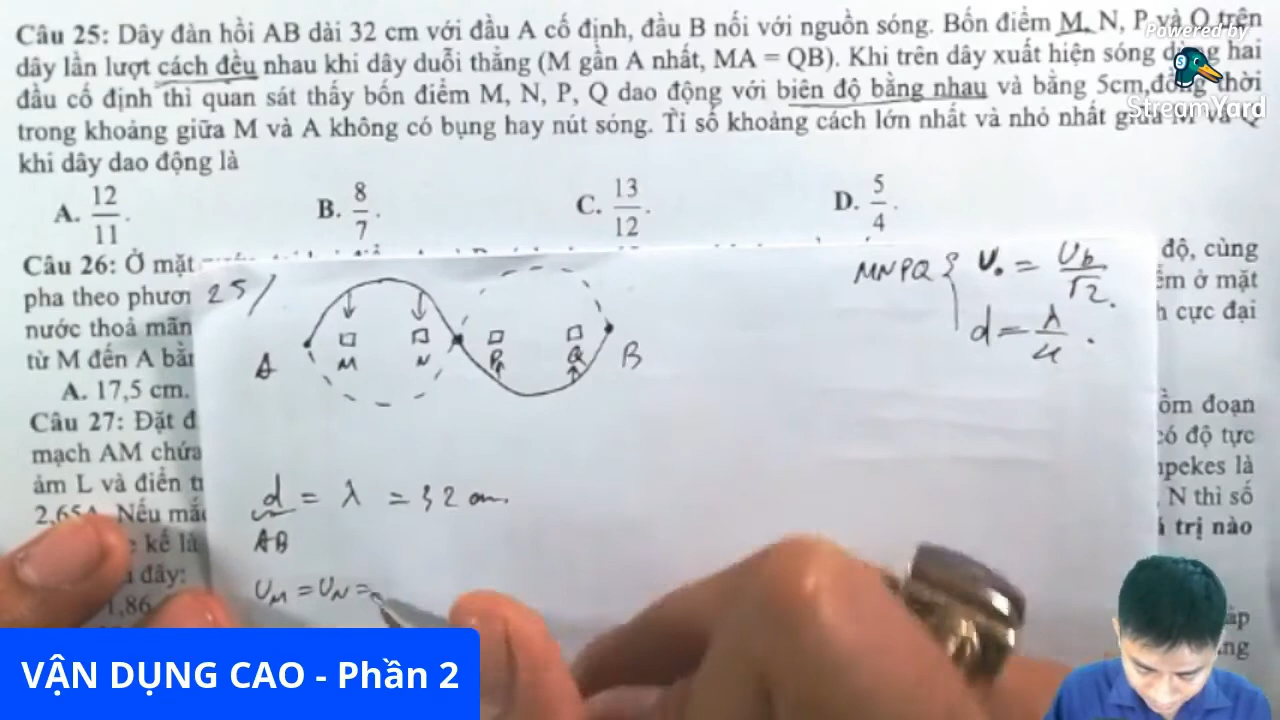 Câu 25: Dây đàn hồi AB dài 32 cm với đầu A cố định, đầu B nối với nguồn sóng. Bốn điểm M, N, P và Q trên
dây lần lượt cách đều nhau khi dây duỗi thẳng (M gần A nhất, MA = QB). Khi trên dây xuất hiện sóng dừng hai
đầu cố định thì quan sát thấy bốn điểm M, N, P, Q dao động với biên độ bằng nhau và bằng 5cm,đồng thời
trong khoảng giữa M và A không có bụng hay nút sóng. Tỉ số khoảng cách lớn nhất và nhỏ nhất giữa M và Q
khi dây dao động là
A. 12/11. B. 8/7. C. 13/12. D. 5/4.
Powered by
StreamYard
Câu 26: Ở mặt độ, cùng
pha theo phươn ểm ở mặt
nước thoả mãn h cực đại
từ M đến A bằn
A. 17,5 cm.
Câu 27: Đặt đ ồm đoạn
mạch AM chứa có độ tực
ảm L và điển t mpekes là
2,65A. Nếu mắc N thì số
kế là á trị nào
đây:
1,86
25/
A M N P Q B
MNPQ { U₀ = U_b/√2.
d = λ/4.
d = λ = 32 cm.
AB
U_M = U_N =
VẬN DỤNG CAO - Phần 2